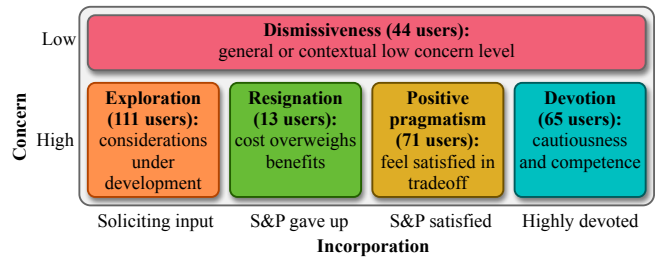 Concern
Low
Dismissiveness (44 users):
general or contextual low concern level
High
Exploration
(111 users):
considerations
under
development
Resignation
(13 users):
cost overweighs
benefits
Positive
pragmatism
(71 users):
feel satisfied in
tradeoff
Devotion
(65 users):
cautiousness
and competence
Soliciting input
S&P gave up
S&P satisfied
Highly devoted
Incorporation